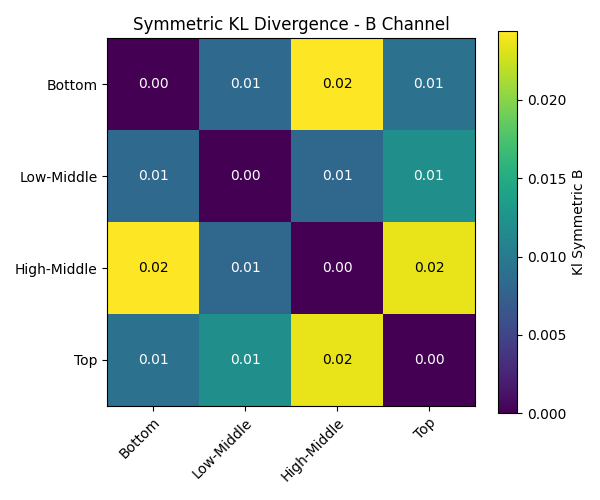 Symmetric KL Divergence - B Channel
Bottom 0.00 0.01 0.02 0.01
Low-Middle 0.01 0.00 0.01 0.01
High-Middle 0.02 0.01 0.00 0.02
Top 0.01 0.01 0.02 0.00
Bottom Low-Middle High-Middle Top
0.020
0.015
0.010
0.005
0.000
Kl Symmetric B